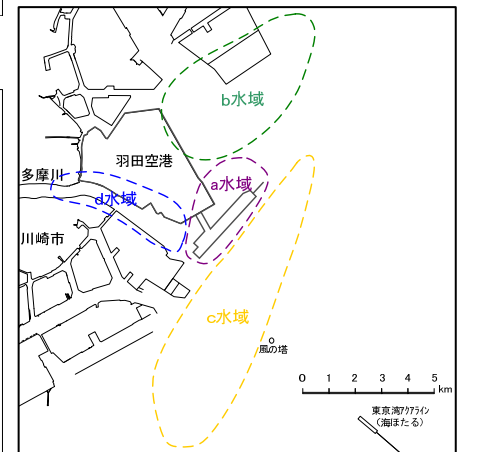 b水域
羽田空港
多摩川
a水域
d水域
川崎市
c水域
風の塔
0 1 2 3 4 5
km
東京湾ｱｸｱﾗｲﾝ
（海ほたる）